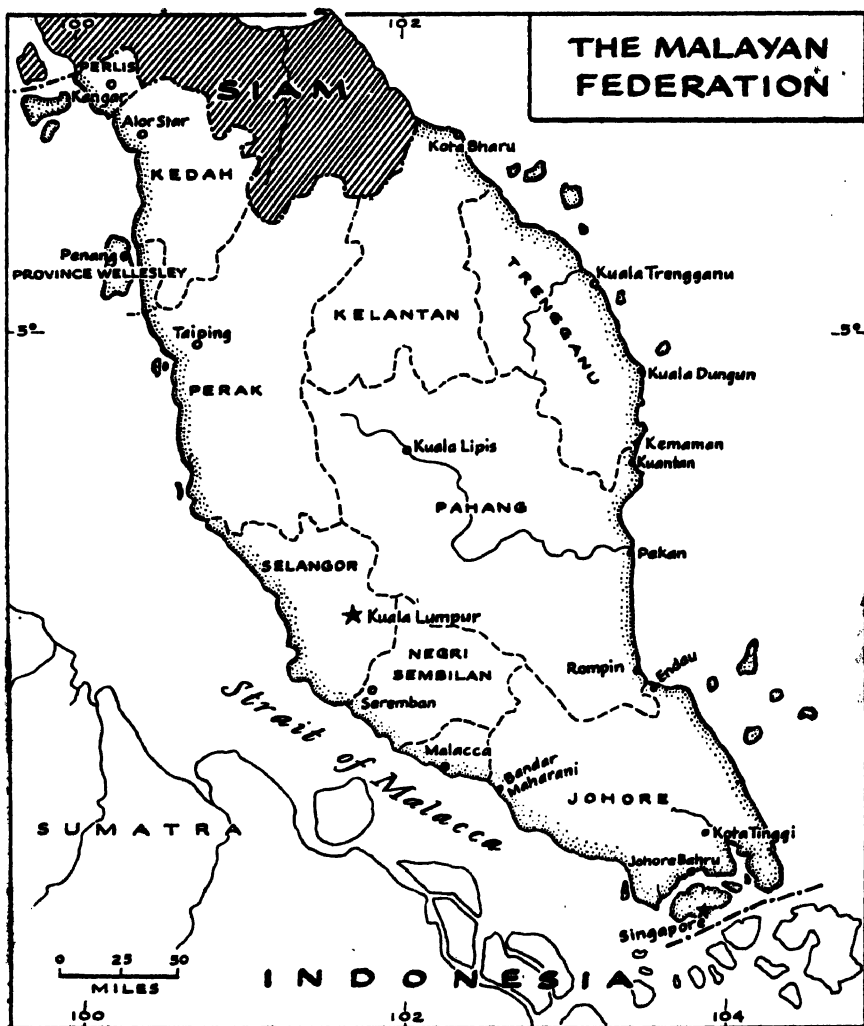 100
102
THE MALAYAN
FEDERATION
PERLIS
SIAM
Kangar
Alor Star
Kota Bharu
KEDAH
Penang
PROVINCE WELLESLEY
TRENGGANU
Kuala Trengganu
KELANTAN
5°
5°
Taiping
PERAK
Kuala Dungun
Kuala Lipis
Kemaman
Kuantan
PAHANG
Pekan
SELANGOR
Kuala Lumpur
NEGRI
SEMBILAN
Rompin
Endau
Seremban
Strait of Malacca
Malacca
Bandar
Maharani
JOHORE
SUMATRA
Kota Tinggi
Johore Bahru
Singapore
0 25 50
MILES
INDONESIA
100
102
104